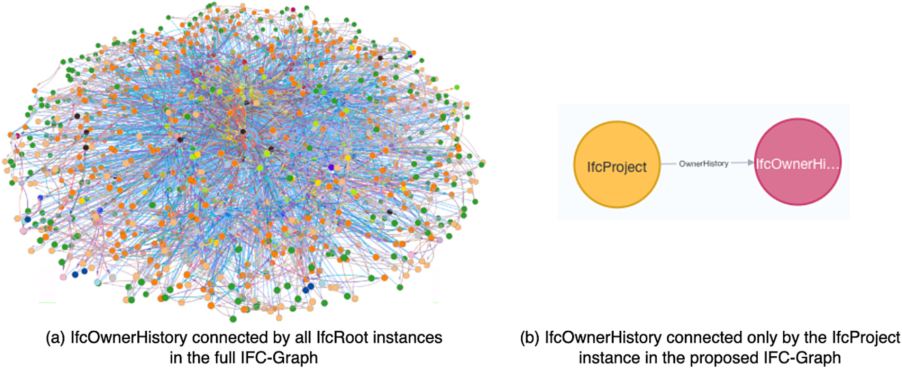 IfcProject
OwnerHistory
IfcOwnerHi...
(a) IfcOwnerHistory connected by all IfcRoot instances
in the full IFC-Graph
(b) IfcOwnerHistory connected only by the IfcProject
instance in the proposed IFC-Graph